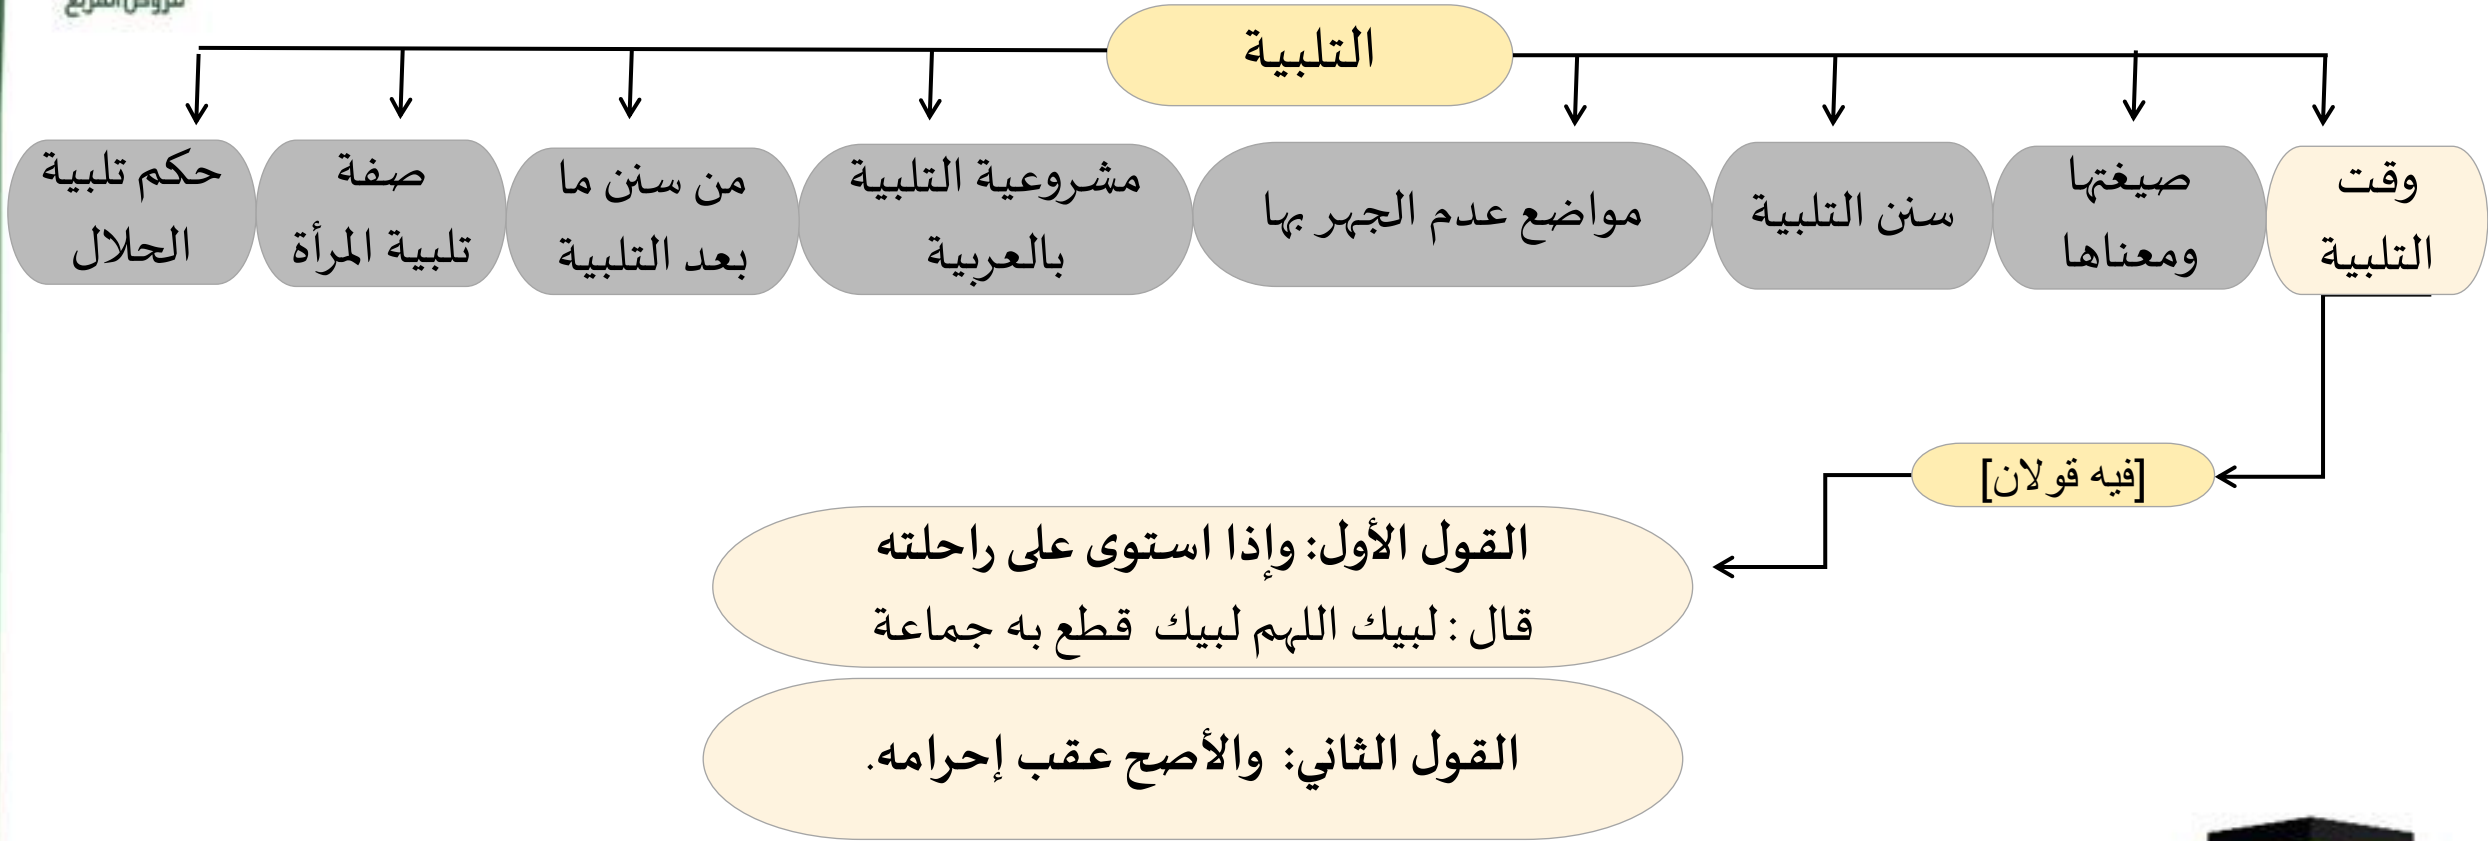 التلبية
وقت
التلبية
صيغتها
ومعناها
سنن التلبية
مواضع عدم الجهر بها
مشروعية التلبية
بالعربية
من سنن ما
بعد التلبية
صفة
تلبية المرأة
حكم تلبية
الحلال
[فيه قولان]
القول الأول: وإذا استوى على راحلته
قال : لبيك اللهم لبيك قطع به جماعة
القول الثاني: والأصح عقب إحرامه.